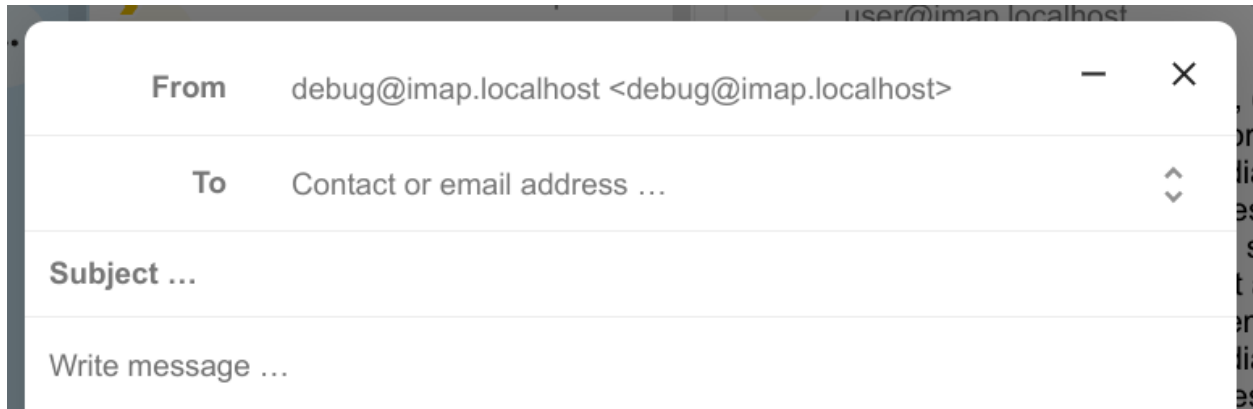 user@imap.localhost
From debug@imap.localhost <debug@imap.localhost>
To Contact or email address …
Subject …
Write message …